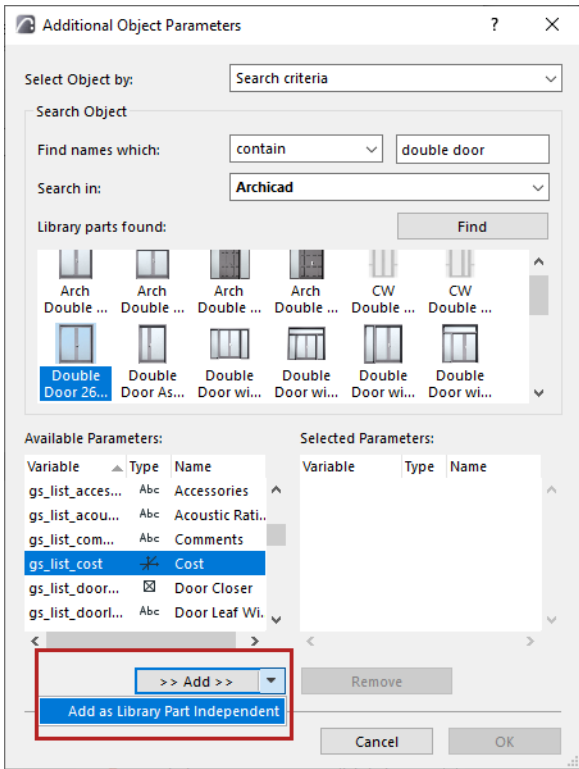 Additional Object Parameters ?
Select Object by: Search criteria
Search Object
Find names which: contain double door
Search in: Archicad
Library parts found: Find
Arch Arch Arch Arch CW CW
Double ... Double ... Double ... Double ... Double ... Double ...
Double Double Double Double Double Double
Door 26... Door As... Door wi... Door wi... Door wi... Door wi...
Available Parameters: Selected Parameters:
Variable Type Name Variable Type Name
gs_list_acces... Abc Accessories
gs_list_acou... Abc Acoustic Rati..
gs_list_com... Abc Comments
gs_list_cost Cost
gs_list_door... Door Closer
gs_list_doorl... Abc Door Leaf Wi.
>> Add >> Remove
Add as Library Part Independent
Cancel OK